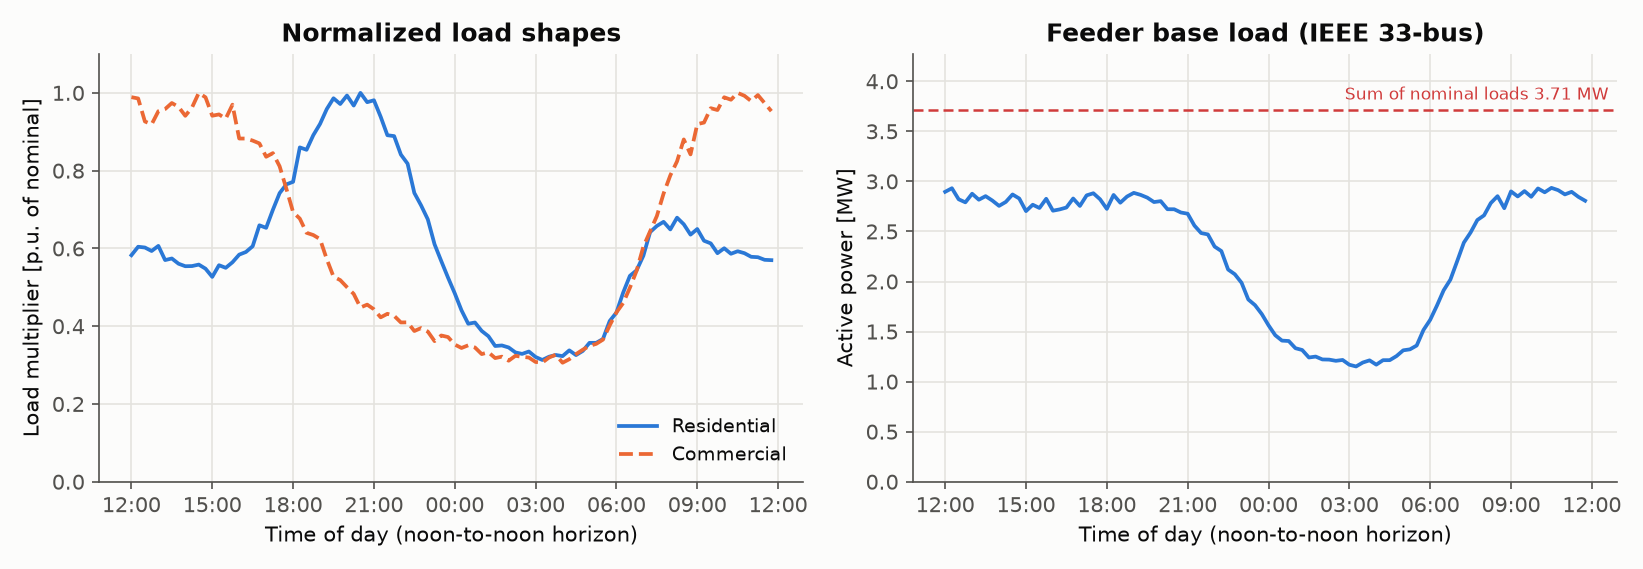 Normalized load shapes
Load multiplier [p.u. of nominal]
1.0
0.8
0.6
0.4
0.2
0.0
Residential
Commercial
12:00 15:00 18:00 21:00 00:00 03:00 06:00 09:00 12:00
Time of day (noon-to-noon horizon)
Feeder base load (IEEE 33-bus)
Active power [MW]
4.0
3.5
3.0
2.5
2.0
1.5
1.0
0.5
0.0
Sum of nominal loads 3.71 MW
12:00 15:00 18:00 21:00 00:00 03:00 06:00 09:00 12:00
Time of day (noon-to-noon horizon)